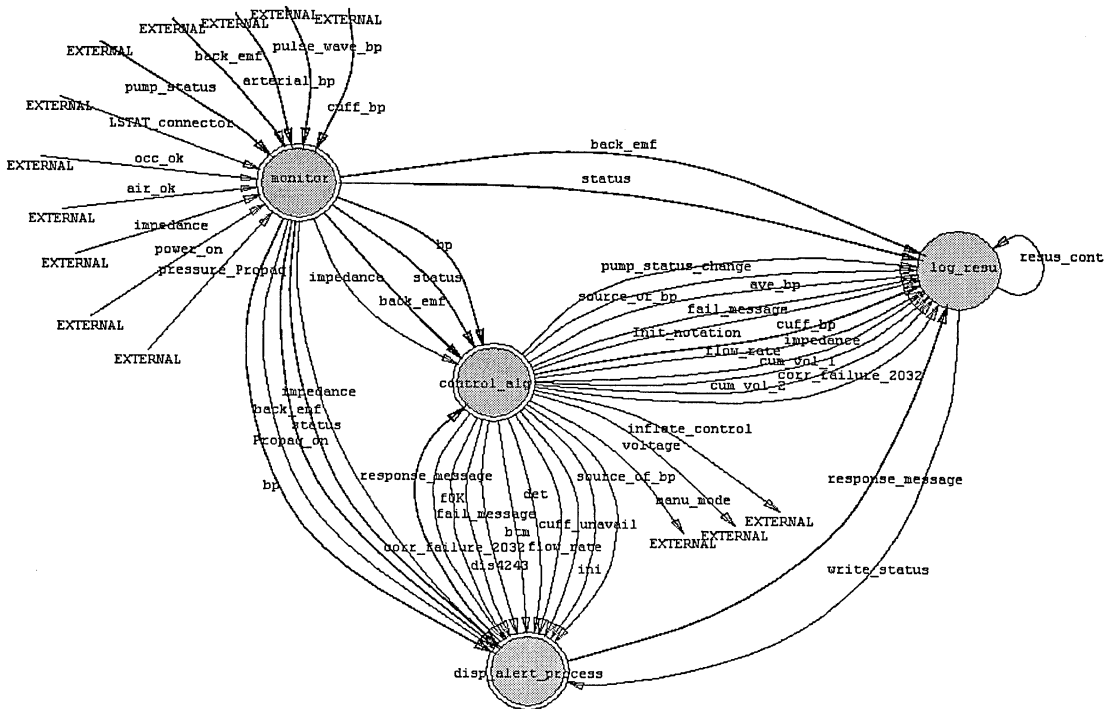 EXTERNAL
EXTERNAL
EXTERNAL
EXTERNAL
EXTERNAL
EXTERNAL
back_emf
pulse_wave_bp
arterial_bp
pump_status
cuff_bp
EXTERNAL
LSTAT_connector
EXTERNAL
occ_ok
back_emf
monitor
status
air_ok
EXTERNAL
impedance
power_on
EXTERNAL
pressure_Propaq
bp
impedance
status
back_emf
EXTERNAL
EXTERNAL
pump_status_change
log_resu
resus_cont
source_of_bp
ave_bp
fail_message
Init_notation
cuff_bp
impedance
flow_rate
cum_vol_1
corr_failure_2032
cum_vol_2
control_alg
impedance
back_emf
status
Propaq_on
bp
inflate_control
voltage
response_message
source_of_bp
response_message
fOK
det
manu_mode
fail_message
EXTERNAL
cuff_unavail
btm
EXTERNAL
corr_failure_2032
flow_rate
dis4243
ini
write_status
disp_alert_process